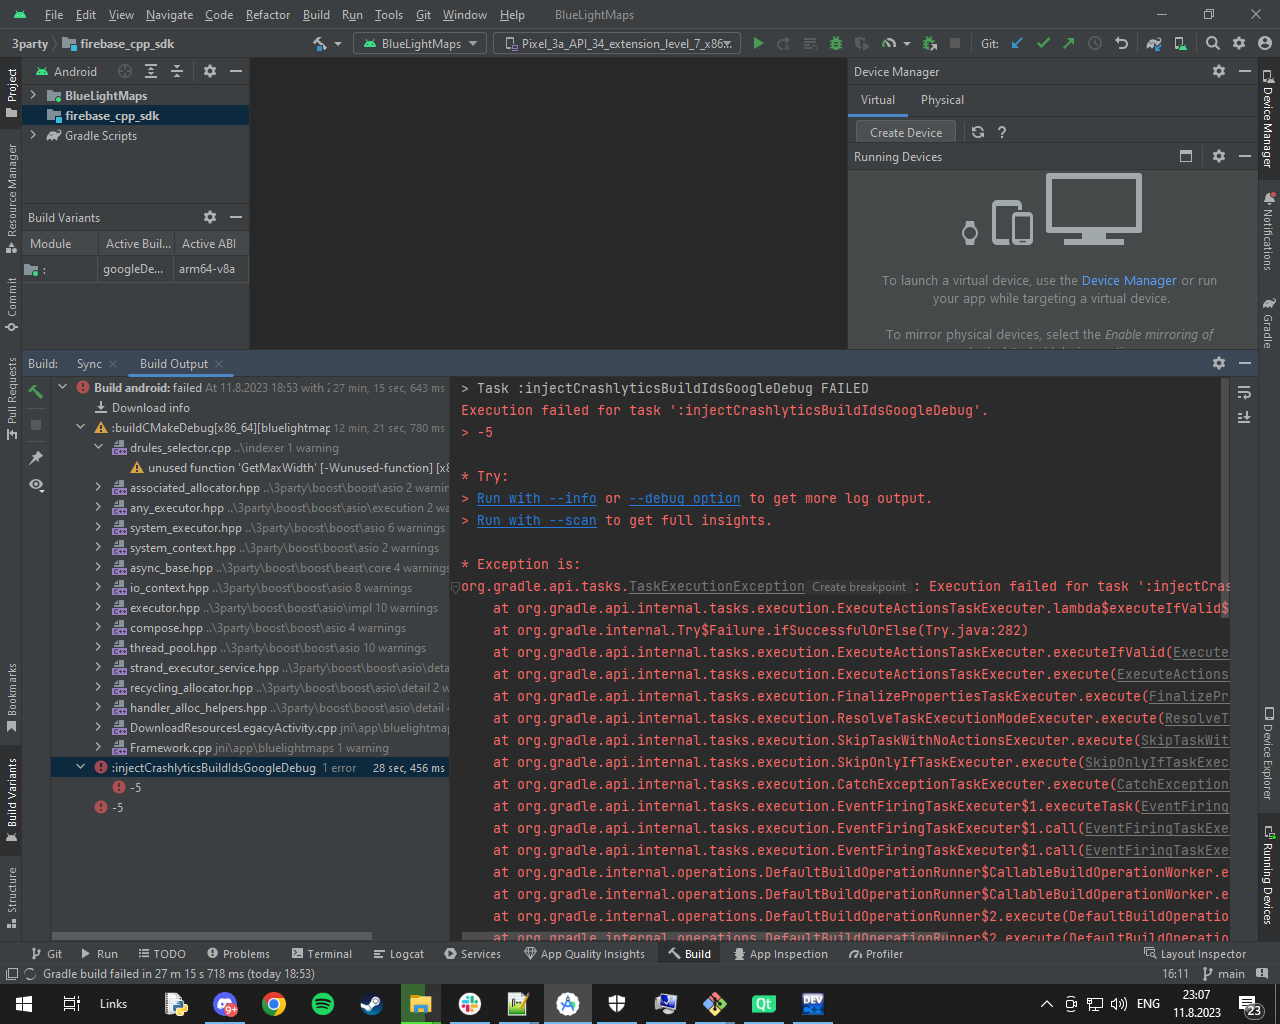 File Edit View Navigate Code Refactor Build Run Tools Git Window Help BlueLightMaps
3party firebase_cpp_sdk BlueLightMaps Pixel_3a_API_34_extension_level_7_x86 Git:
Project
Android
BlueLightMaps
firebase_cpp_sdk
Gradle Scripts
Resource Manager
Build Variants
Module Active Buil... Active ABI
: googleDe... arm64-v8a
Commit
Pull Requests
Bookmarks
Build Variants
Structure
Device Manager
Virtual Physical
Create Device ?
Running Devices
To launch a virtual device, use the Device Manager or run
your app while targeting a virtual device.
To mirror physical devices, select the Enable mirroring of
Device Manager
Notifications
Gradle
Device Explorer
Running Devices
Build: Sync Build Output
Build android: failed At 11.8.2023 18:53 with 27 min, 15 sec, 643 ms
Download info
:buildCMakeDebug[x86_64][bluelightmap 12 min, 21 sec, 780 ms
drules_selector.cpp ..\indexer 1 warning
unused function 'GetMaxWidth' [-Wunused-function] [x8
associated_allocator.hpp ..\3party\boost\boost\asio 2 warnin
any_executor.hpp ..\3party\boost\boost\asio\execution 2 wa
system_executor.hpp ..\3party\boost\boost\asio 6 warnings
system_context.hpp ..\3party\boost\boost\asio 2 warnings
async_base.hpp ..\3party\boost\boost\beast\core 4 warnings
io_context.hpp ..\3party\boost\boost\asio 8 warnings
executor.hpp ..\3party\boost\boost\asio\impl 10 warnings
compose.hpp ..\3party\boost\boost\asio 4 warnings
thread_pool.hpp ..\3party\boost\boost\asio 10 warnings
strand_executor_service.hpp ..\3party\boost\boost\asio\deta
recycling_allocator.hpp ..\3party\boost\boost\asio\detail 2 w
handler_alloc_helpers.hpp ..\3party\boost\boost\asio\detail 4
DownloadResourcesLegacyActivity.cpp jni\app\bluelightma
Framework.cpp jni\app\bluelightmaps 1 warning
:injectCrashlyticsBuildIdsGoogleDebug 1 error 28 sec, 456 ms
-5
-5
> Task :injectCrashlyticsBuildIdsGoogleDebug FAILED
Execution failed for task ':injectCrashlyticsBuildIdsGoogleDebug'.
> -5
* Try:
> Run with --info or --debug option to get more log output.
> Run with --scan to get full insights.
* Exception is:
org.gradle.api.tasks.TaskExecutionException Create breakpoint : Execution failed for task ':injectCras
at org.gradle.api.internal.tasks.execution.ExecuteActionsTaskExecuter.lambda$executeIfValid$
at org.gradle.internal.Try$Failure.ifSuccessfulOrElse(Try.java:282)
at org.gradle.api.internal.tasks.execution.ExecuteActionsTaskExecuter.executeIfValid(Execute
at org.gradle.api.internal.tasks.execution.ExecuteActionsTaskExecuter.execute(ExecuteActions
at org.gradle.api.internal.tasks.execution.FinalizePropertiesTaskExecuter.execute(FinalizePr
at org.gradle.api.internal.tasks.execution.ResolveTaskExecutionModeExecuter.execute(ResolveT
at org.gradle.api.internal.tasks.execution.SkipTaskWithNoActionsExecuter.execute(SkipTaskWit
at org.gradle.api.internal.tasks.execution.SkipOnlyIfTaskExecuter.execute(SkipOnlyIfTaskExec
at org.gradle.api.internal.tasks.execution.CatchExceptionTaskExecuter.execute(CatchException
at org.gradle.api.internal.tasks.execution.EventFiringTaskExecuter$1.executeTask(EventFiring
at org.gradle.api.internal.tasks.execution.EventFiringTaskExecuter$1.call(EventFiringTaskExe
at org.gradle.api.internal.tasks.execution.EventFiringTaskExecuter$1.call(EventFiringTaskExe
at org.gradle.internal.operations.DefaultBuildOperationRunner$CallableBuildOperationWorker.e
at org.gradle.internal.operations.DefaultBuildOperationRunner$CallableBuildOperationWorker.e
at org.gradle.internal.operations.DefaultBuildOperationRunner$2.execute(DefaultBuildOperatio
at org.gradle.internal.operations.DefaultBuildOperationRunner$2.execute(DefaultBuildOperatio
Git Run TODO Problems Terminal Logcat Services App Quality Insights Build App Inspection Profiler Layout Inspector
Gradle build failed in 27 m 15 s 718 ms (today 18:53) 16:11 main
Links 9+ Qt DEV C++ ENG 23:07
11.8.2023 23